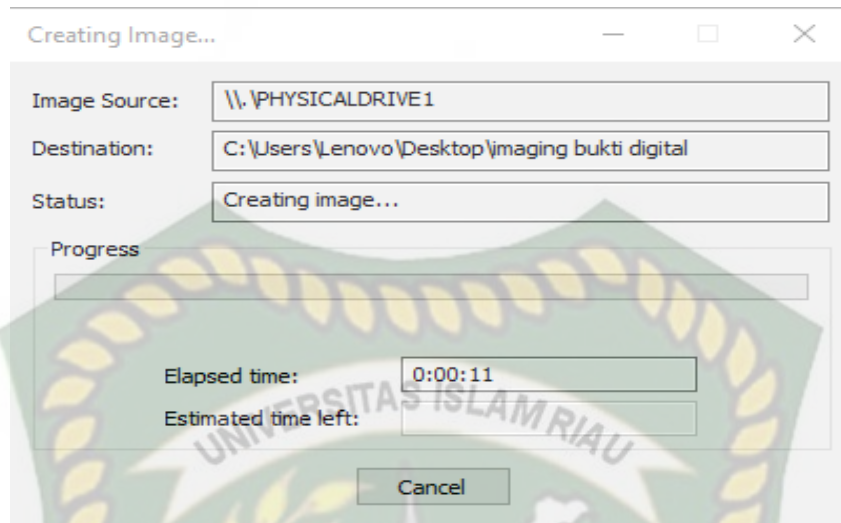 Creating Image...
Image Source: \\.\PHYSICALDRIVE1
Destination: C:\Users\Lenovo\Desktop\imaging bukti digital
Status: Creating image...
Progress
Elapsed time: 0:00:11
Estimated time left:
UNIVERSITAS ISLAM RIAU
Cancel